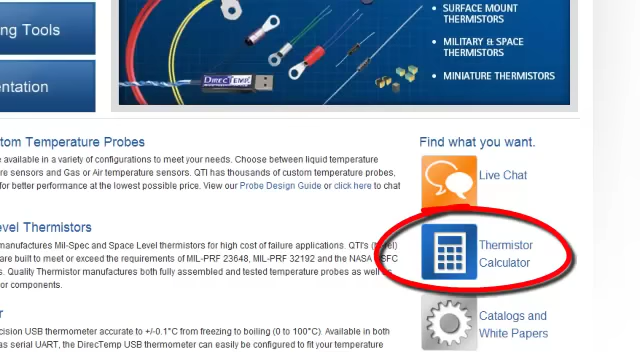 ng Tools
entation
• SURFACE MOUNT
THERMISTORS
• MILITARY & SPACE
THERMISTORS
• MINIATURE THERMISTORS
DIRECTEMP
tom Temperature Probes
available in a variety of configurations to meet your needs. Choose between liquid temperature
re sensors and Gas or Air temperature sensors. QTI has thousands of custom temperature probes,
for better performance at the lowest possible price. View our Probe Design Guide or click here to chat
evel Thermistors
manufactures Mil-Spec and Space Level thermistors for high cost of failure applications. QTI's
are built to meet or exceed the requirements of MIL-PRF 23648, MIL-PRF 32192 and the NASA SFC
s. Quality Thermistor manufactures both fully assembled and tested temperature probes as
or components.
r
cision USB thermometer accurate to +/-0.1°C from freezing to boiling (0 to 100°C). Available in both
as serial UART, the DirecTemp USB thermometer can easily be configured to fit your temperature
Find what you want.
Live Chat
Thermistor
Calculator
Catalogs and
White Papers